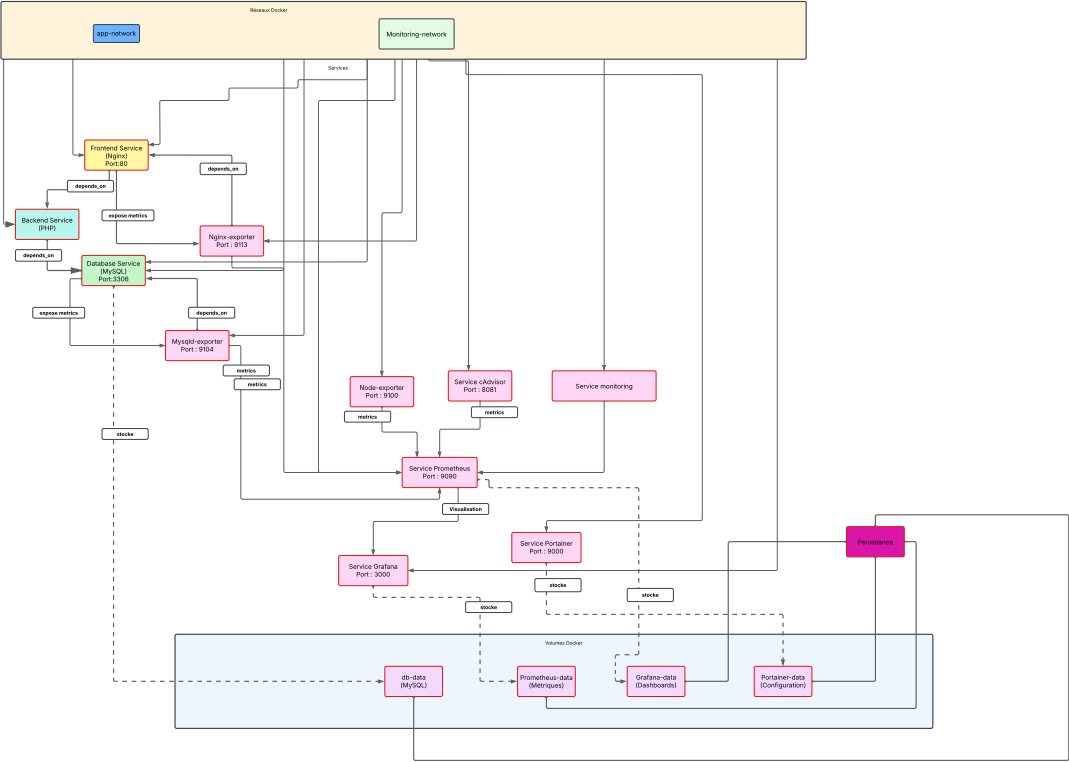 Réseaux Docker
app-network
Monitoring-network
Services
Frontend Service
(Nginx)
Port:80
depends_on
depends_on
Backend Service
(PHP)
expose metrics
Nginx-exporter
Port : 9113
depends_on
Database Service
(MySQL)
Port:3306
expose metrics
depends_on
Mysqld-exporter
Port : 9104
metrics
metrics
Node-exporter
Port : 9100
Service cAdvisor
Port : 8081
Service monitoring
metrics
metrics
stocke
Service Prometheus
Port : 9090
Visualisation
Service Portainer
Port : 9000
Persistance
Service Grafana
Port : 3000
stocke
stocke
stocke
Volumes Docker
db-data
(MySQL)
Prometheus-data
(Métriques)
Grafana-data
(Dashboards)
Portainer-data
(Configuration)